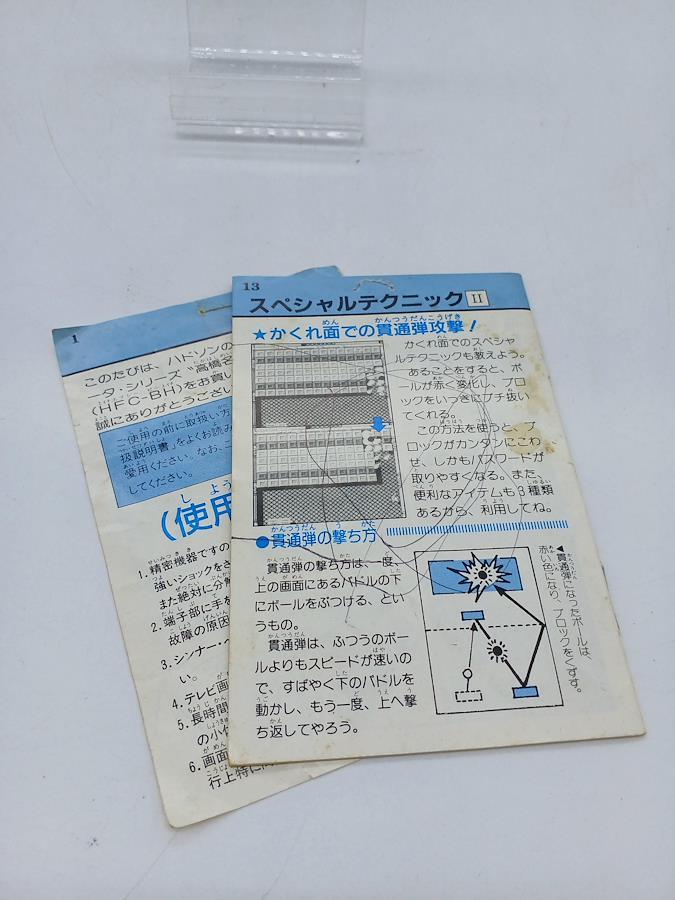 13
スペシャルテクニック II
★かくれ面での貫通弾攻撃!
かくれ面でのスペシャ
ルテクニックも教えよう。
あることをすると、ボ
ールが赤く変化し、ブロ
ックをいっきにブチ抜い
てくれる。
この方法を使うと、ブ
ロックがカンタンにこわ
せ、しかもパスワードが
取りやすくなる。また、
便利なアイテムも3種類
あるから、利用してね。
●貫通弾の撃ち方
貫通弾の撃ち方は、一度、
上の画面にあるパドルの下
にボールをぶつける、とい
うもの。
貫通弾は、ふつうのボー
ルよりもスピードが速いの
で、すばやく下のパドルを
動かし、もう一度、上へ撃
ち返してやろう。
◀貫通弾になったボールは、
赤い色になり、ブロックをくずす。
1
このたびは、ハドソンの
ータ・シリーズ“高橋名
(HFC-BH)をお買い
誠にありがとうござい
ご使用の前に取扱い方
扱説明書」をよくお読み
愛用ください。なお、こ
してください。
(使用
1.精密機器ですの
強いショックをさ
また絶対に分解
2.端子部に手を
故障の原因
3.シンナー・
い。
4.テレビ画
5.長時間
の小休
6.画面
行上特に